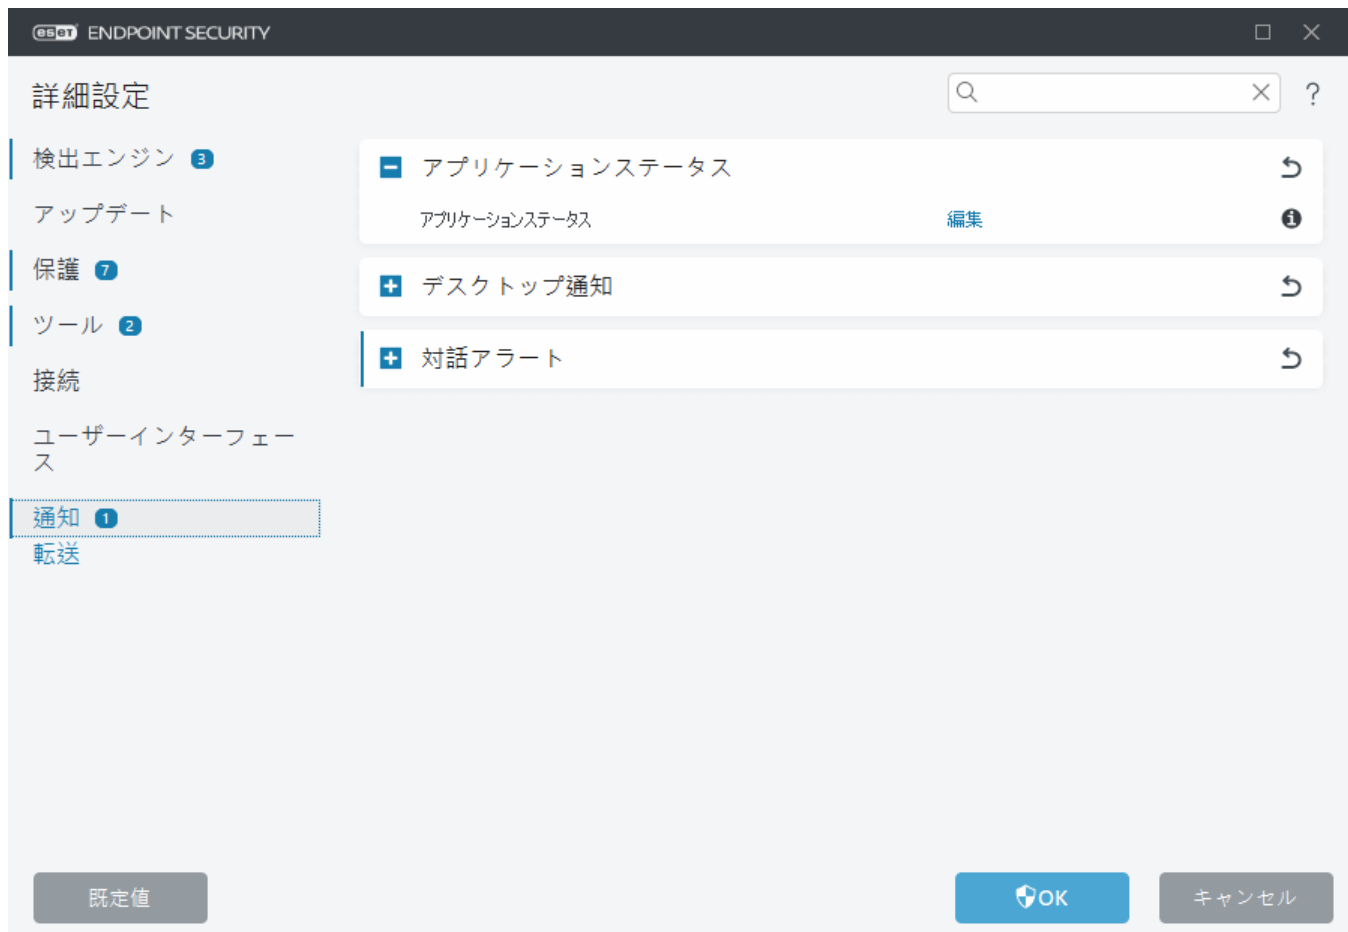 eset ENDPOINT SECURITY
詳細設定
?
検出エンジン 3
アップデート
保護 7
ツール 2
接続
ユーザーインターフェー
ス
通知 1
転送
アプリケーションステータス
アプリケーションステータス 編集
デスクトップ通知
対話アラート
既定値
OK
キャンセル